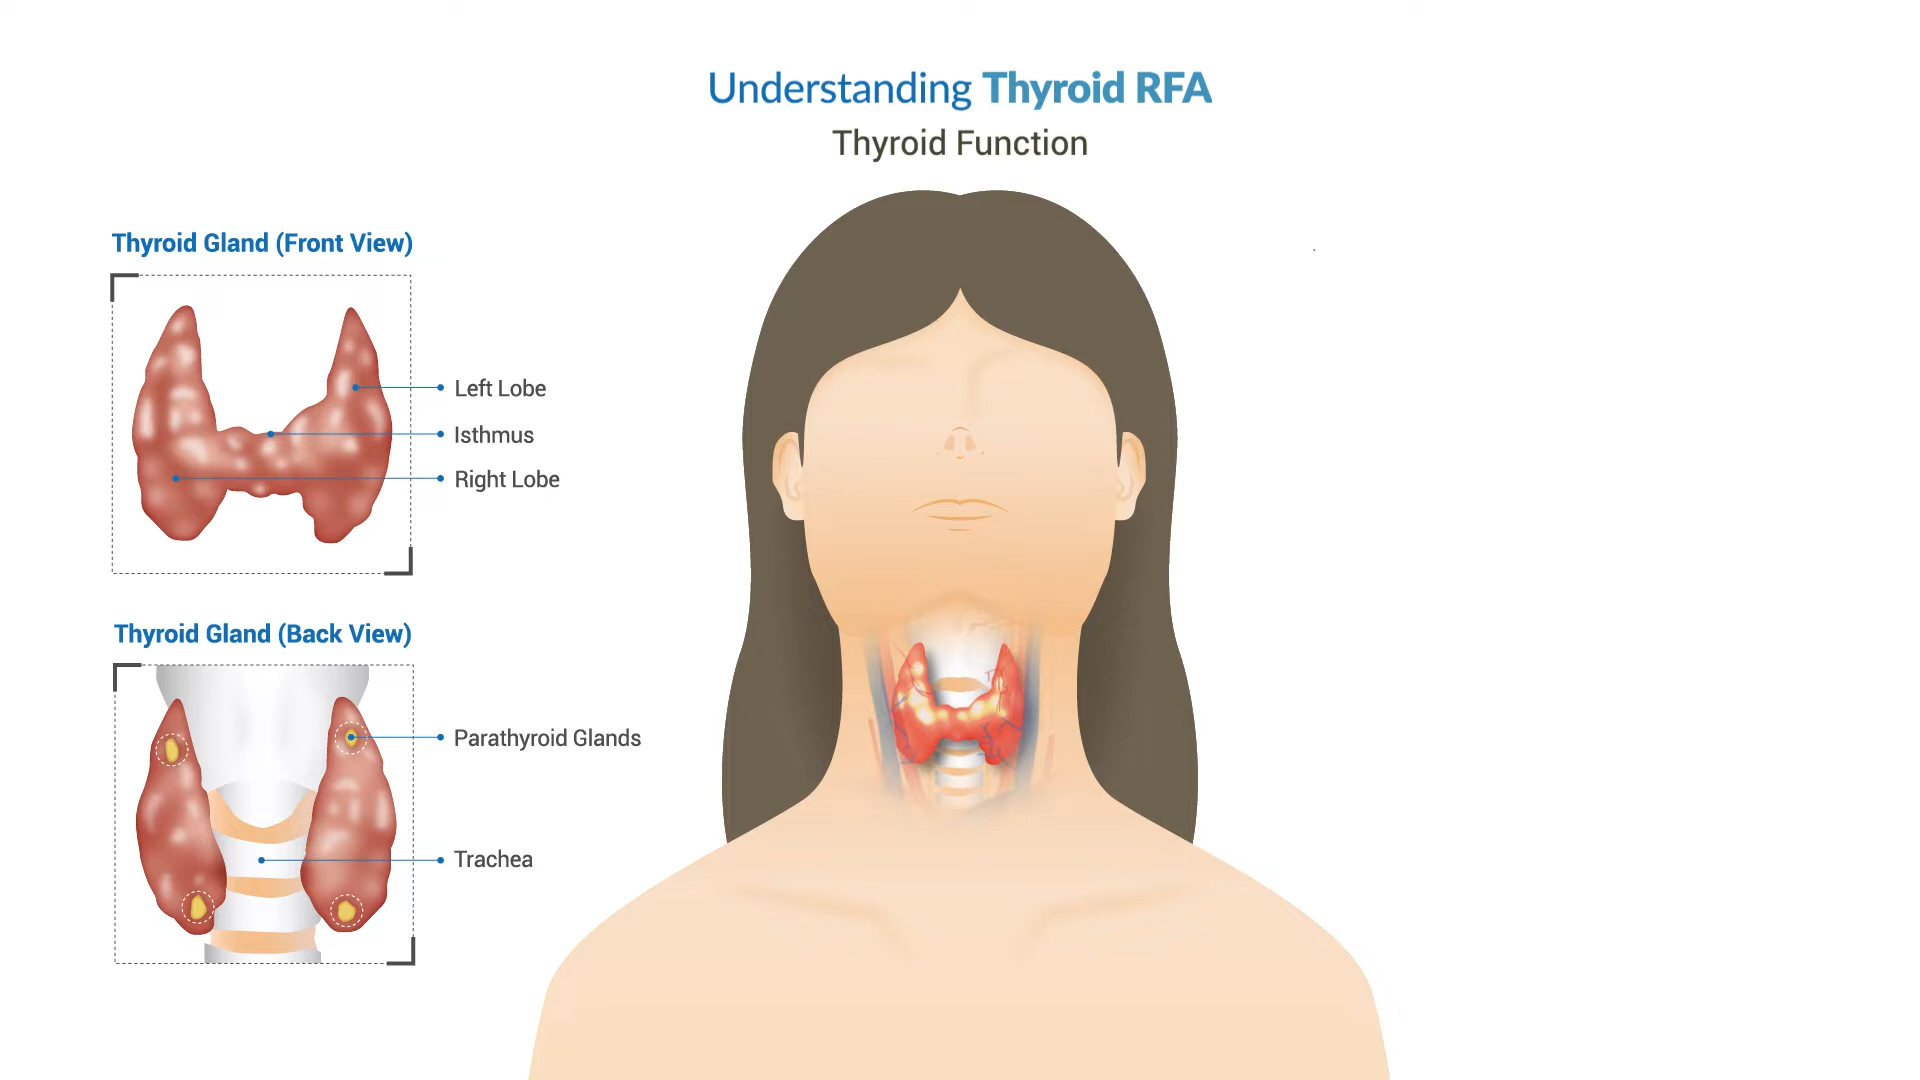 Understanding Thyroid RFA
Thyroid Function
Thyroid Gland (Front View)
Left Lobe
Isthmus
Right Lobe
Thyroid Gland (Back View)
Parathyroid Glands
Trachea